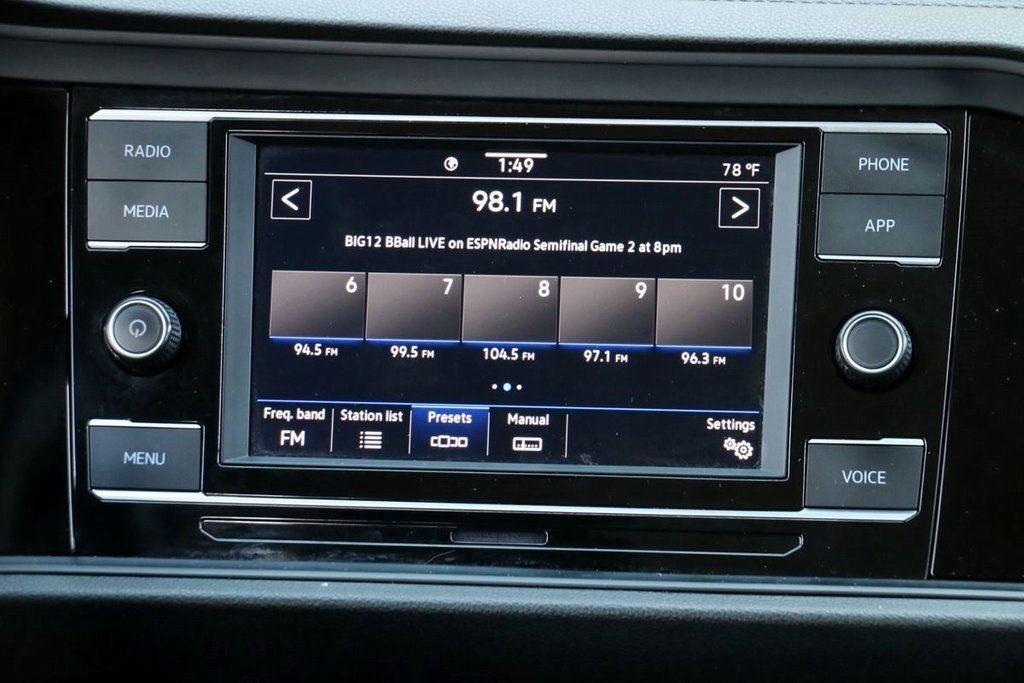 RADIO
MEDIA
MENU
1:49
78 °F
<
98.1 FM
>
BIG12 BBall LIVE on ESPNRadio Semifinal Game 2 at 8pm
6 7 8 9 10
94.5 FM 99.5 FM 104.5 FM 97.1 FM 96.3 FM
Freq. band Station list Presets Manual Settings
FM
PHONE
APP
VOICE